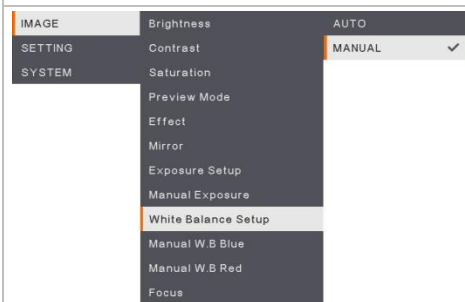 IMAGE
SETTING
SYSTEM
Brightness
Contrast
Saturation
Preview Mode
Effect
Mirror
Exposure Setup
Manual Exposure
White Balance Setup
Manual W.B Blue
Manual W.B Red
Focus
AUTO
MANUAL